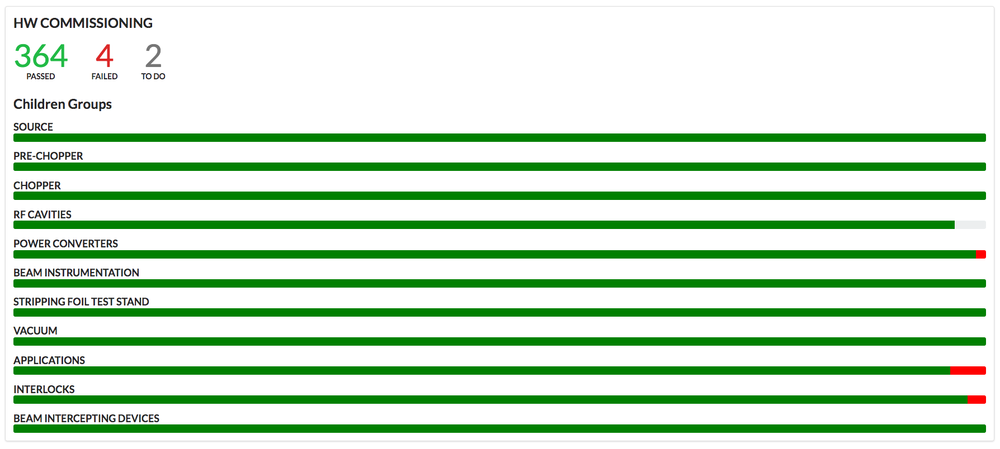 HW COMMISSIONING
364 4 2
PASSED FAILED TO DO
Children Groups
SOURCE
PRE-CHOPPER
CHOPPER
RF CAVITIES
POWER CONVERTERS
BEAM INSTRUMENTATION
STRIPPING FOIL TEST STAND
VACUUM
APPLICATIONS
INTERLOCKS
BEAM INTERCEPTING DEVICES